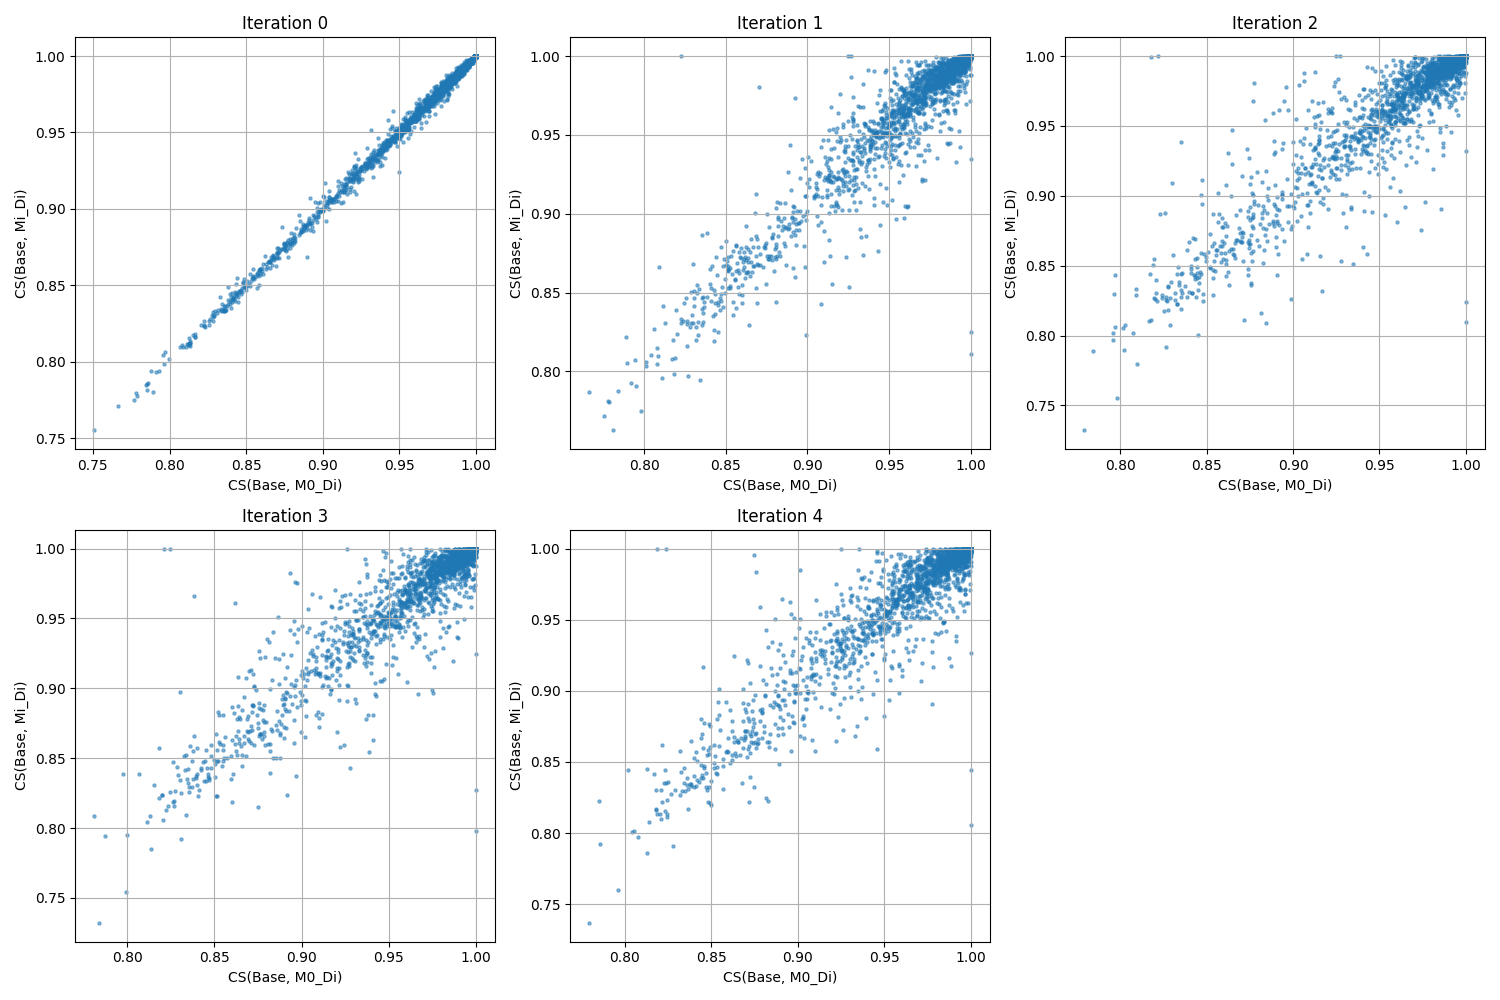 Iteration 0
1.00
0.95
0.90
0.85
0.80
0.75
CS(Base, Mi_Di)
0.75 0.80 0.85 0.90 0.95 1.00
CS(Base, M0_Di)
Iteration 1
1.00
0.95
0.90
0.85
0.80
CS(Base, Mi_Di)
0.80 0.85 0.90 0.95 1.00
CS(Base, M0_Di)
Iteration 2
1.00
0.95
0.90
0.85
0.80
0.75
CS(Base, Mi_Di)
0.80 0.85 0.90 0.95 1.00
CS(Base, M0_Di)
Iteration 3
1.00
0.95
0.90
0.85
0.80
0.75
CS(Base, Mi_Di)
0.80 0.85 0.90 0.95 1.00
CS(Base, M0_Di)
Iteration 4
1.00
0.95
0.90
0.85
0.80
0.75
CS(Base, Mi_Di)
0.80 0.85 0.90 0.95 1.00
CS(Base, M0_Di)